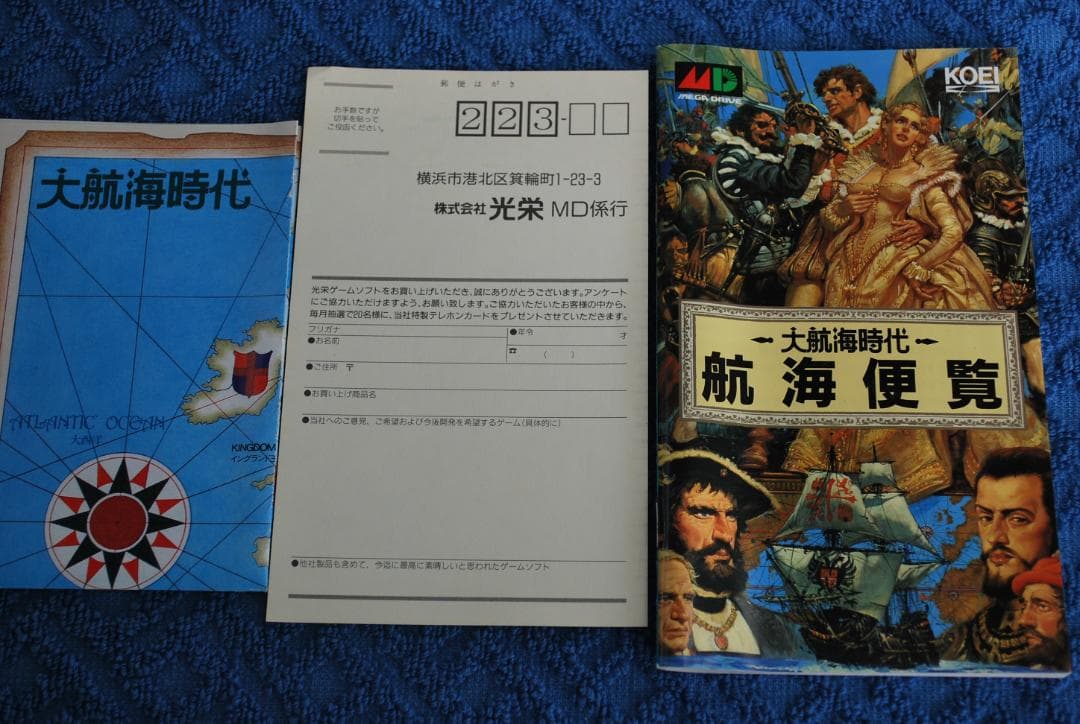 大航海時代
ATLANTIC OCEAN
大西洋
KINGDOM
イングランド
郵便はがき
お手数ですが
切手を貼って
ご投函ください。
223-
横浜市港北区箕輪町1-23-3
株式会社 光栄 MD係行
光栄ゲームソフトをお買い上げいただき、誠にありがとうございます。アンケート
にご協力いただけますよう、お願い致します。ご協力いただいたお客様の中から、
毎月抽選で20名様に、当社特製テレホンカードをプレゼントさせていただきます。
フリガナ
●お名前
●年令 才
☎ ( )
●ご住所 〒
●お買い上げ商品名
●当社へのご意見、ご希望および今後開発を希望するゲーム(具体的に)
●他社製品も含めて、今迄に最高に素晴しいと思われたゲームソフト
MD
MEGA DRIVE
KOEI
大航海時代
航海便覧